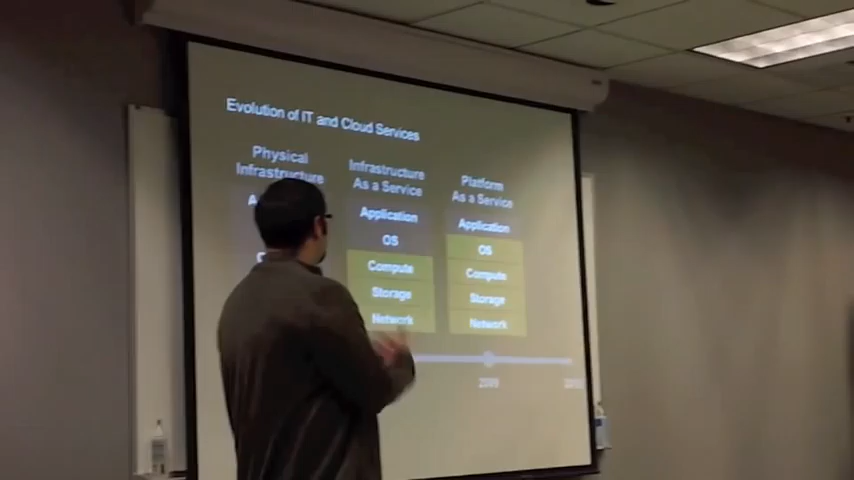 Evolution of IT and Cloud Services
Physical
Infrastructure
Infrastructure
As a Service
Application
OS
Compute
Storage
Network
Platform
As a Service
Application
OS
Compute
Storage
Network